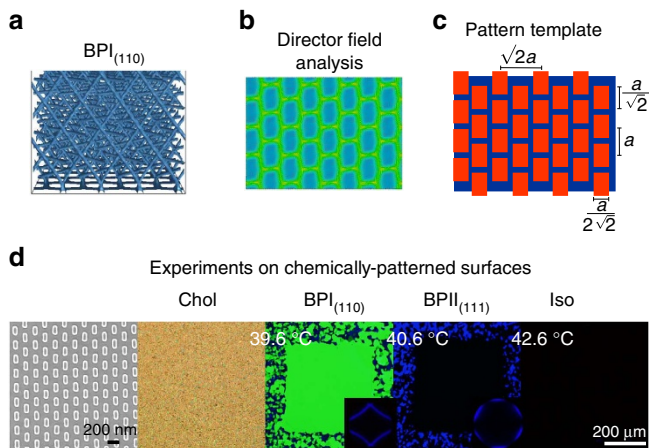 a
BPI(110)
b
Director field
analysis
c
Pattern template
√2a
a/√2
a
a/2√2
d
Experiments on chemically-patterned surfaces
Chol
BPI(110)
BPII(111)
Iso
39.6 °C
40.6 °C
42.6 °C
200 nm
200 μm